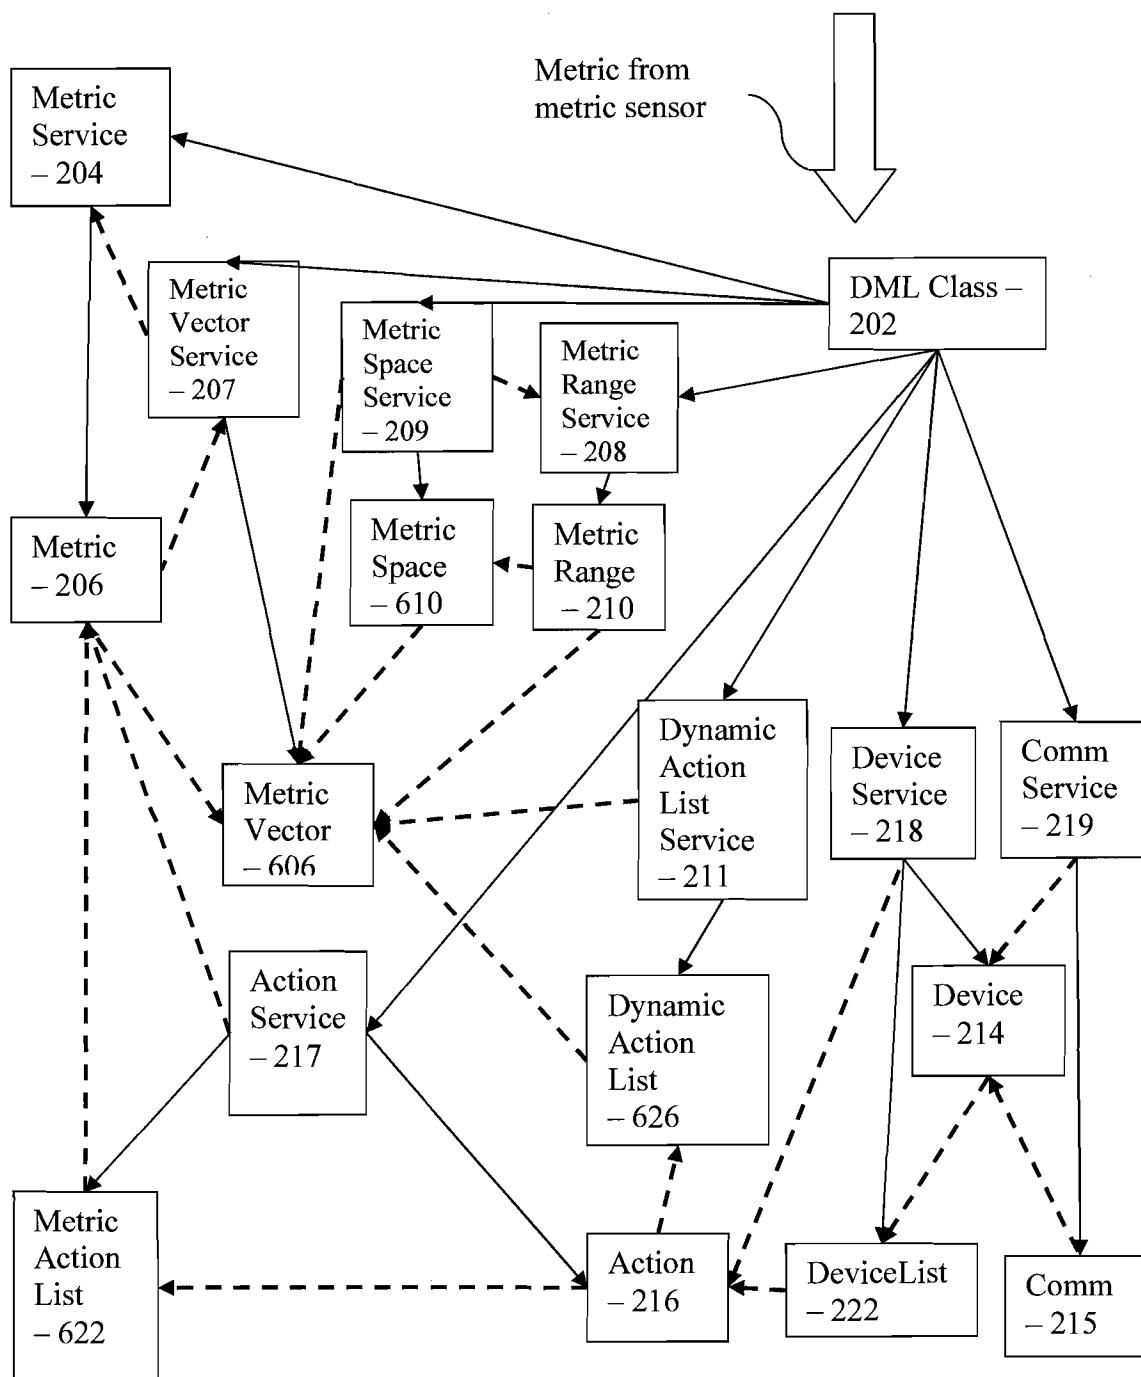 Metric from
metric sensor
Metric
Service
– 204
DML Class –
202
Metric
Vector
Service
– 207
Metric
Space
Service
– 209
Metric
Range
Service
– 208
Metric
– 206
Metric
Space
– 610
Metric
Range
– 210
Dynamic
Action
List
Service
– 211
Device
Service
– 218
Comm
Service
– 219
Metric
Vector
– 606
Action
Service
– 217
Dynamic
Action
List
– 626
Device
– 214
Metric
Action
List
– 622
Action
– 216
DeviceList
– 222
Comm
– 215